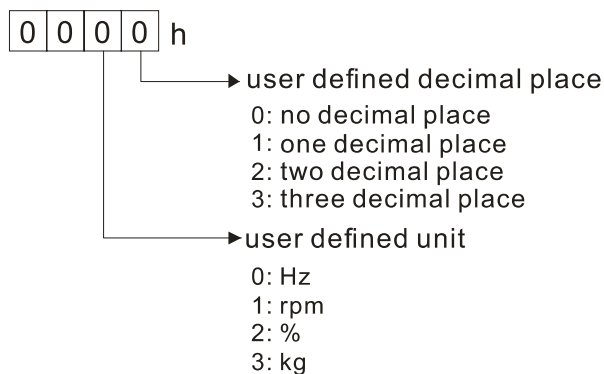 0 0 0 0 h
user defined decimal place
0: no decimal place
1: one decimal place
2: two decimal place
3: three decimal place
user defined unit
0: Hz
1: rpm
2: %
3: kg